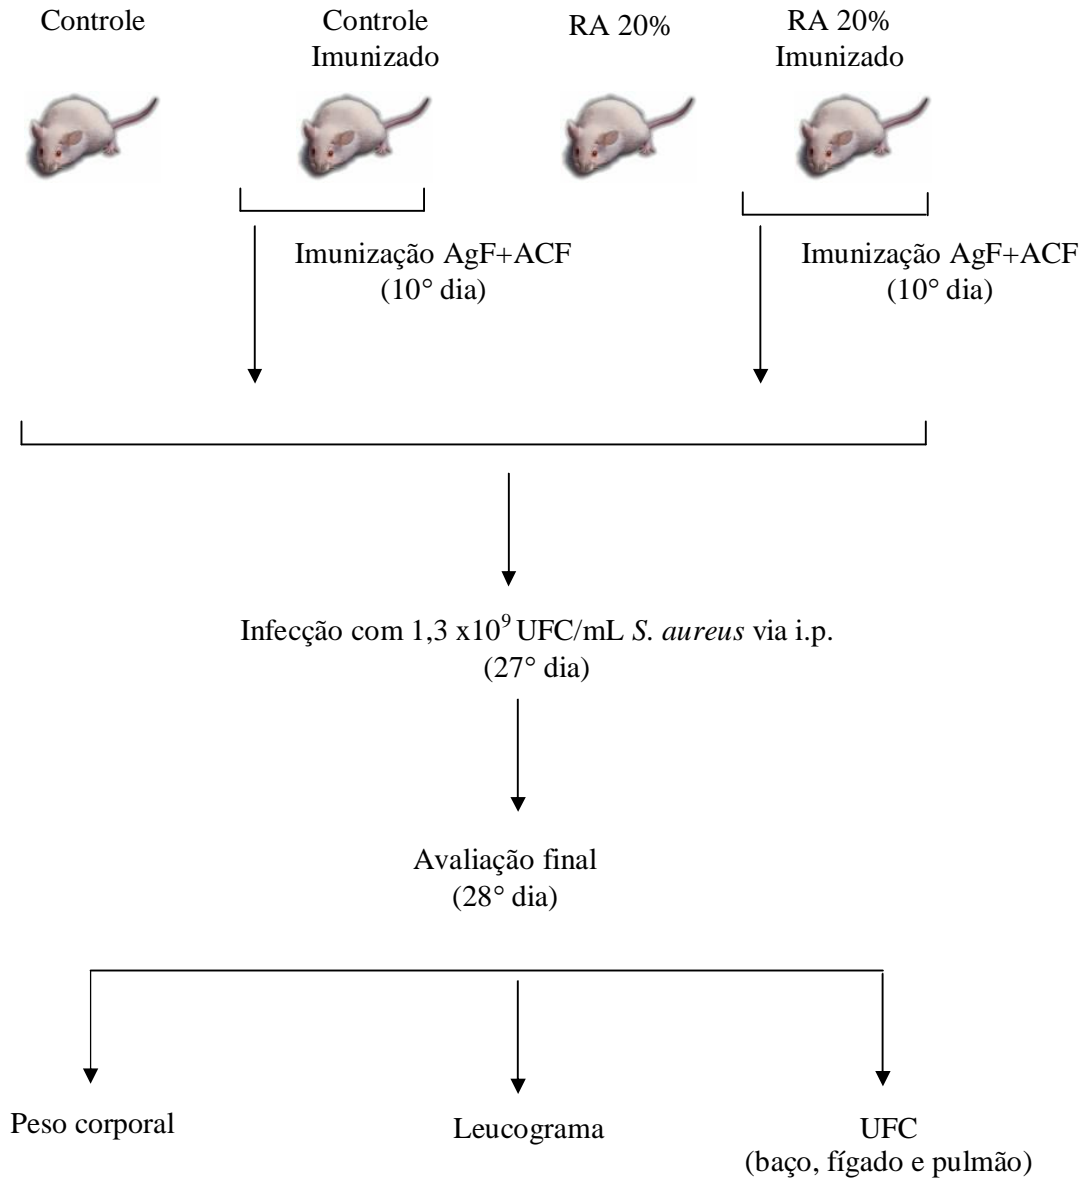 Controle
Controle
Imunizado
RA 20%
RA 20%
Imunizado
Imunização AgF+ACF
(10° dia)
Imunização AgF+ACF
(10° dia)
Infecção com 1,3 x10⁹ UFC/mL S. aureus via i.p.
(27° dia)
Avaliação final
(28° dia)
Peso corporal
Leucograma
UFC
(baço, fígado e pulmão)